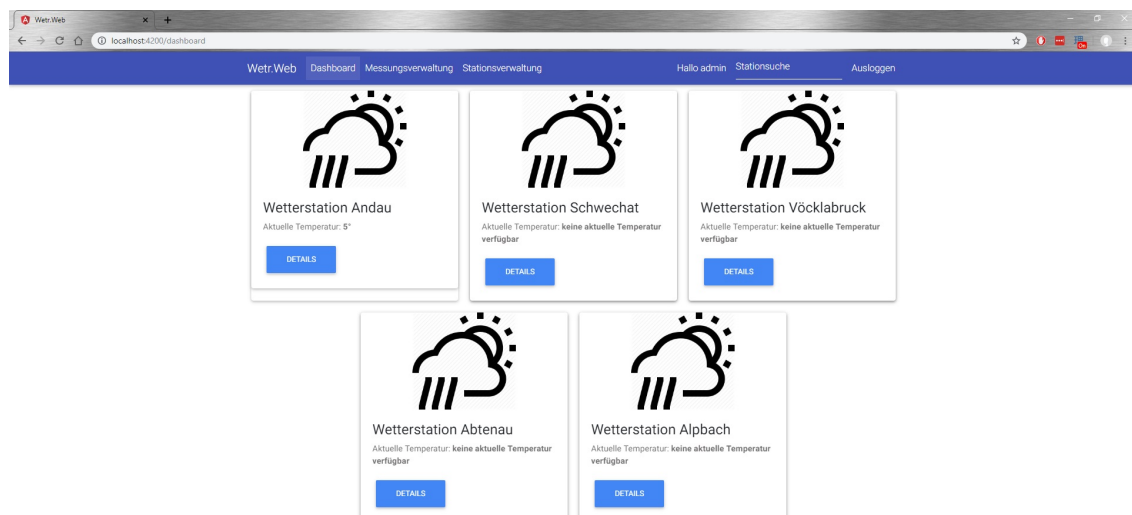 Wetr.Web
localhost:4200/dashboard
On
Wetr.Web Dashboard Messungsverwaltung Stationsverwaltung Hallo admin Stationsuche Ausloggen
Wetterstation Andau
Aktuelle Temperatur: 5°
DETAILS
Wetterstation Schwechat
Aktuelle Temperatur: keine aktuelle Temperatur
verfügbar
DETAILS
Wetterstation Vöcklabruck
Aktuelle Temperatur: keine aktuelle Temperatur
verfügbar
DETAILS
Wetterstation Abtenau
Aktuelle Temperatur: keine aktuelle Temperatur
verfügbar
DETAILS
Wetterstation Alpbach
Aktuelle Temperatur: keine aktuelle Temperatur
verfügbar
DETAILS